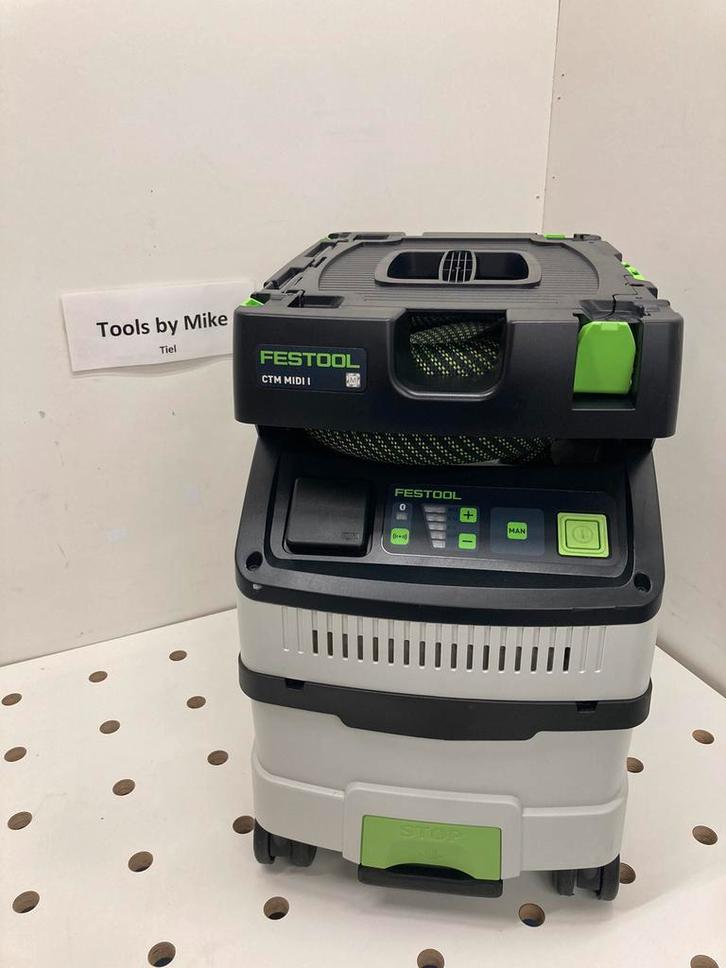 Tools by Mike
Tiel
FESTOOL
CTM MIDI I
FESTOOL
MAN
STOP